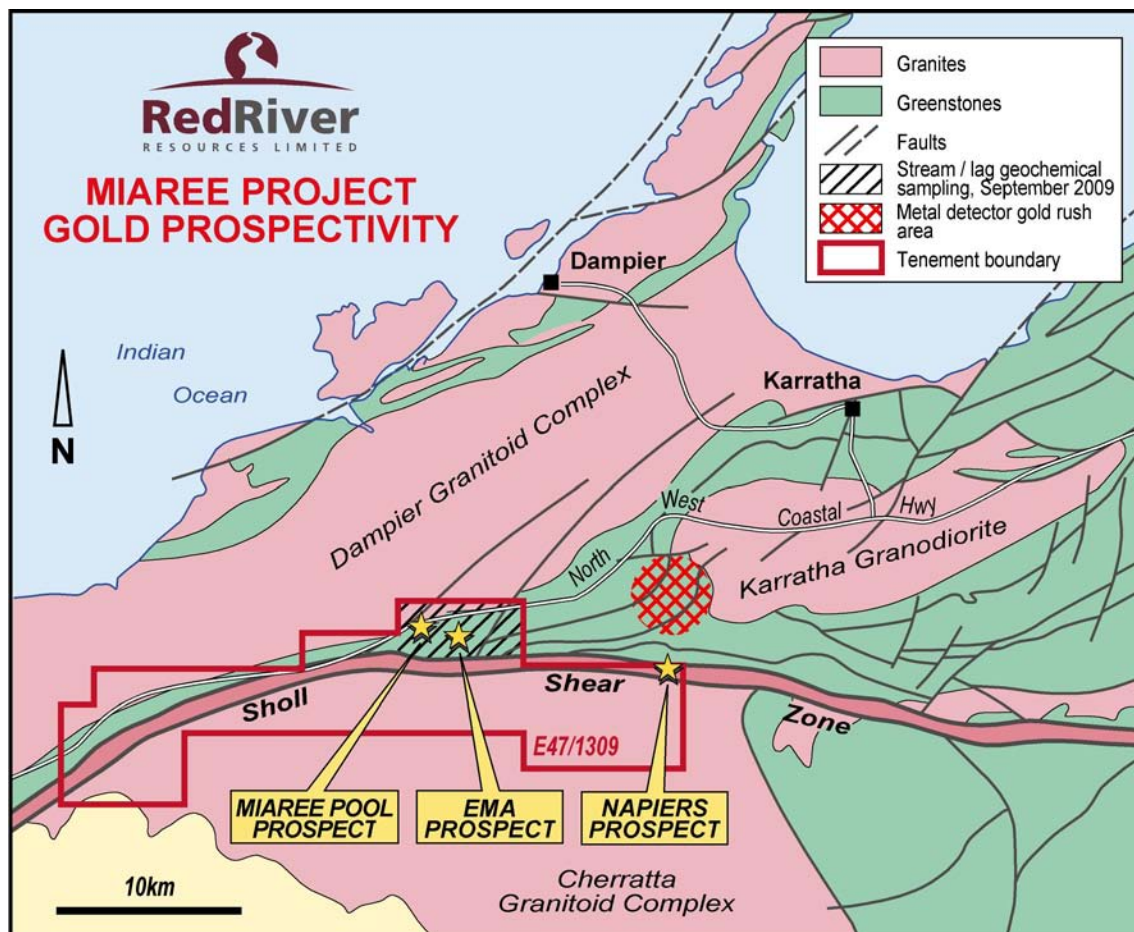 RedRiver
RESOURCES LIMITED
MIAREE PROJECT
GOLD PROSPECTIVITY
Granites
Greenstones
Faults
Stream / lag geochemical
sampling, September 2009
Metal detector gold rush
area
Tenement boundary
Dampier
Indian
Ocean
N
Karratha
Dampier Granitoid Complex
North West Coastal Hwy
Karratha Granodiorite
Sholl Shear Zone
E47/1309
MIAREE POOL
PROSPECT
EMA
PROSPECT
NAPIERS
PROSPECT
10km
Cherratta
Granitoid Complex